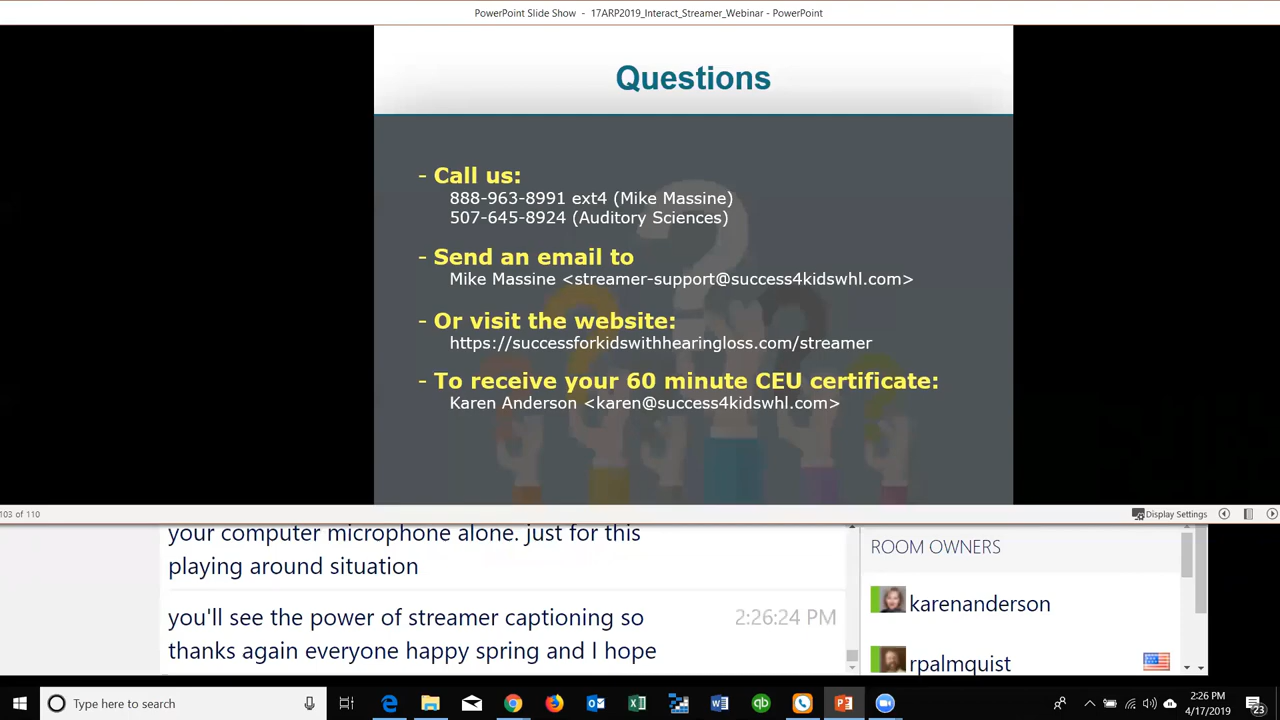 PowerPoint Slide Show - 17ARP2019_Interact_Streamer_Webinar - PowerPoint
Questions
- Call us:
888-963-8991 ext4 (Mike Massine)
507-645-8924 (Auditory Sciences)
- Send an email to
Mike Massine <streamer-support@success4kidswhl.com>
- Or visit the website:
https://successforkidswithhearingloss.com/streamer
- To receive your 60 minute CEU certificate:
Karen Anderson <karen@success4kidswhl.com>
103 of 110
Display Settings
your computer microphone alone. just for this
playing around situation
you'll see the power of streamer captioning so
2:26:24 PM
thanks again everyone happy spring and I hope
ROOM OWNERS
karenanderson
rpalmquist
Type here to search
2:26 PM
4/17/2019
23